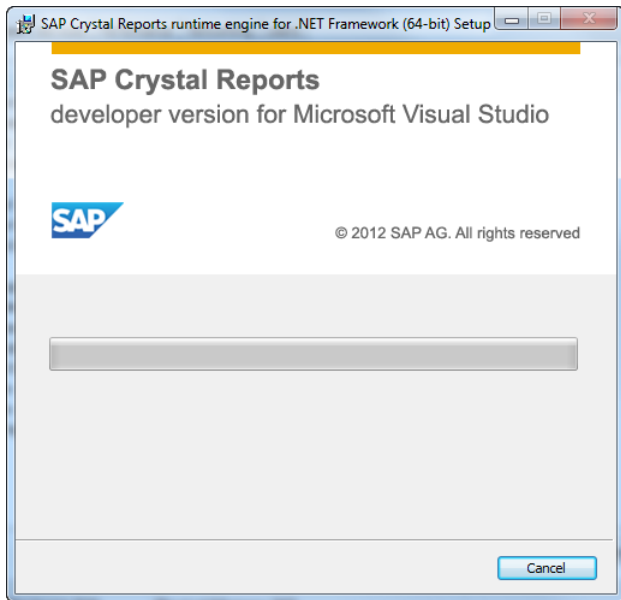 SAP Crystal Reports runtime engine for .NET Framework (64-bit) Setup
SAP Crystal Reports
developer version for Microsoft Visual Studio
SAP
© 2012 SAP AG. All rights reserved
Cancel